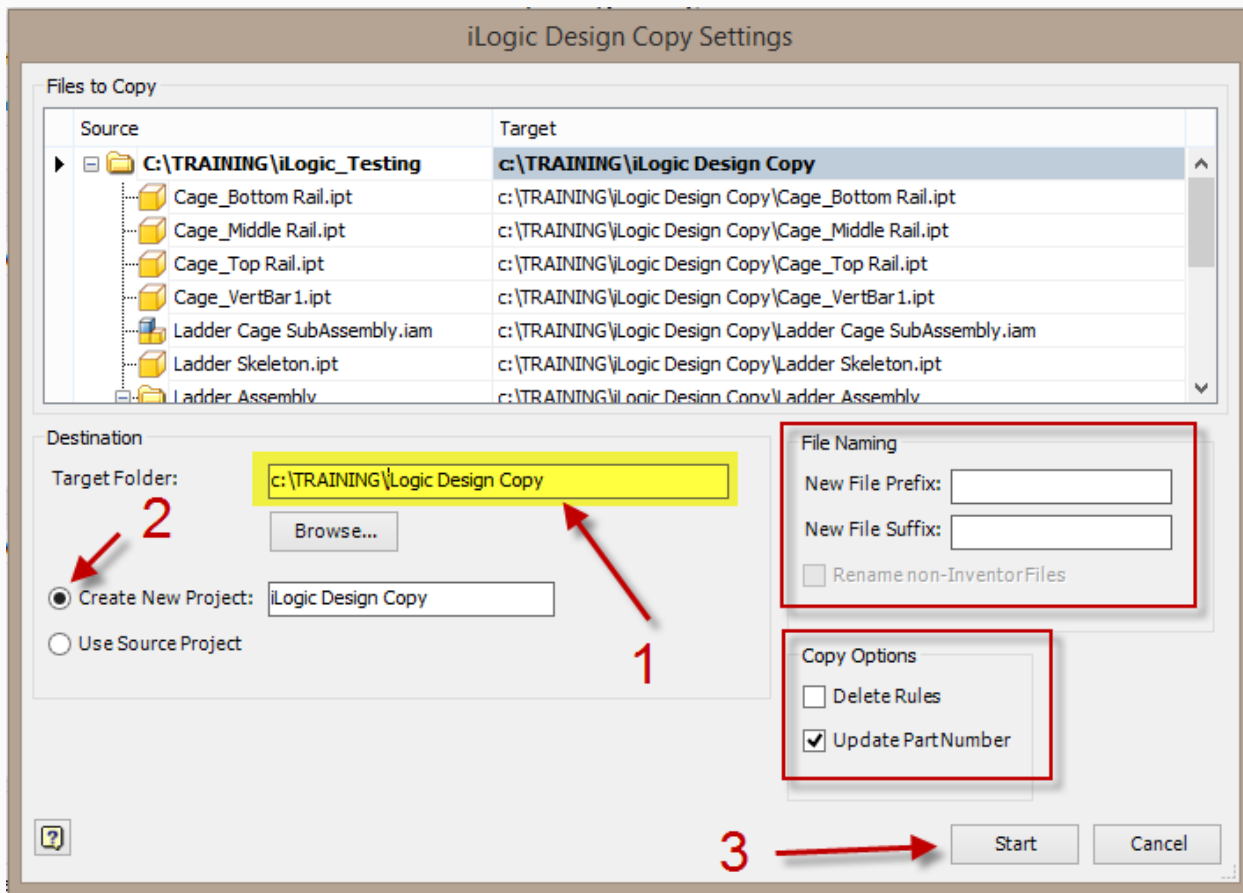 iLogic Design Copy Settings
Files to Copy
Source Target
C:\TRAINING\iLogic_Testing c:\TRAINING\iLogic Design Copy
Cage_Bottom Rail.ipt c:\TRAINING\iLogic Design Copy\Cage_Bottom Rail.ipt
Cage_Middle Rail.ipt c:\TRAINING\iLogic Design Copy\Cage_Middle Rail.ipt
Cage_Top Rail.ipt c:\TRAINING\iLogic Design Copy\Cage_Top Rail.ipt
Cage_VertBar1.ipt c:\TRAINING\iLogic Design Copy\Cage_VertBar1.ipt
Ladder Cage SubAssembly.iam c:\TRAINING\iLogic Design Copy\Ladder Cage SubAssembly.iam
Ladder Skeleton.ipt c:\TRAINING\iLogic Design Copy\Ladder Skeleton.ipt
Ladder Assembly c:\TRAINING\iLogic Design Copy\Ladder Assembly
Destination
Target Folder: c:\TRAINING\iLogic Design Copy
Browse...
2
Create New Project: iLogic Design Copy
Use Source Project
1
File Naming
New File Prefix:
New File Suffix:
Rename non-Inventor Files
Copy Options
Delete Rules
Update Part Number
3
Start Cancel